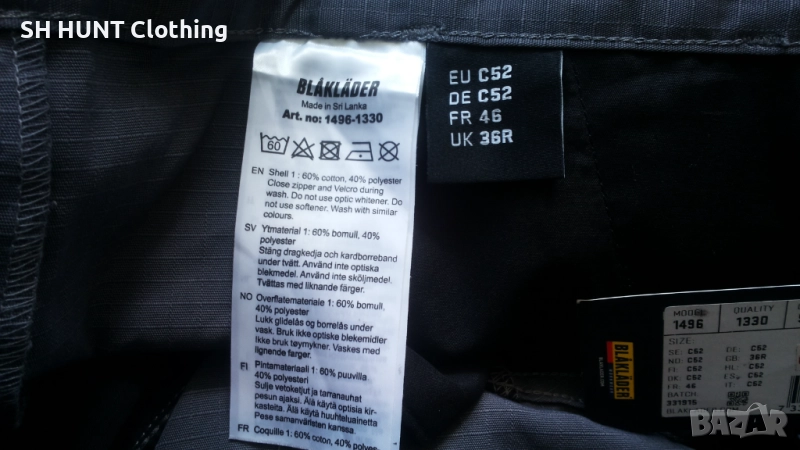 SH HUNT Clothing
BLÅKLÄDER
Made in Sri Lanka
Art. no: 1496-1330
60
EN Shell 1 : 60% cotton, 40% polyester
Close zipper and Velcro during
wash. Do not use optic whitener. Do
not use softener. Wash with similar
colours.
SV Ytmaterial 1: 60% bomull, 40%
polyester
Stäng dragkedja och kardborreband
under tvätt. Använd inte optiska
blekmedel. Använd inte sköljmedel.
Tvättas med liknande färger.
NO Overflatemateriale 1: 60% bomull,
40% polyester
Lukk glidelås og borrelås under
vask. Bruk ikke optiske blekemidler
Ikke bruk tøymykner. Vaskes med
lignende farger.
FI Pintamateriaali 1: 60% puuvilla
40% polyesteri
Sulje vetoketjut ja tarranauhat
pesun ajaksi. Älä käytä optisia kir-
kasteita. Älä käytä huuhteluainetta
Pese samanväristen kanssa.
FR Coquille 1: 60% coton, 40% polyes
EU C52
DE C52
FR 46
UK 36R
BLÅKLÄDER
MODEL QUALITY
1496 1330
SIZE:
SE: C52 DE: C52
NO: C52 GB: 36R
FI: C52 NL: C52
DK: C52 ES: C52
FR: 46 IT: C52
BATCH:
331915
BLÅKL
BAZAR